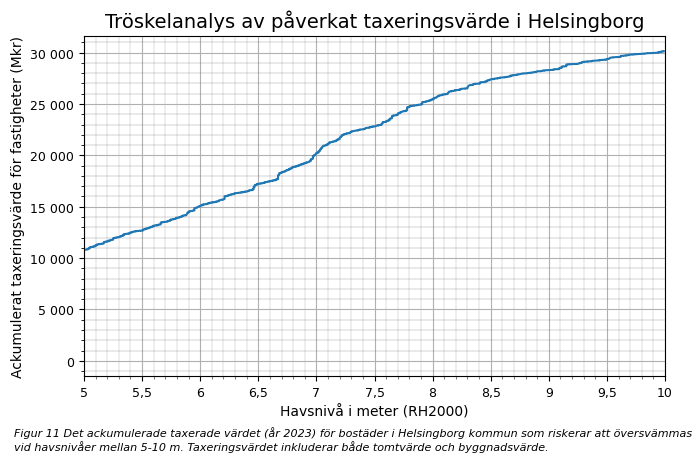 Tröskelanalys av påverkat taxeringsvärde i Helsingborg
Ackumulerat taxeringsvärde för fastigheter (Mkr)
30 000
25 000
20 000
15 000
10 000
5 000
0
5 5,5 6 6,5 7 7,5 8 8,5 9 9,5 10
Havsnivå i meter (RH2000)
Figur 11 Det ackumulerade taxerade värdet (år 2023) för bostäder i Helsingborg kommun som riskerar att översvämmas
vid havsnivåer mellan 5-10 m. Taxeringsvärdet inkluderar både tomtvärde och byggnadsvärde.